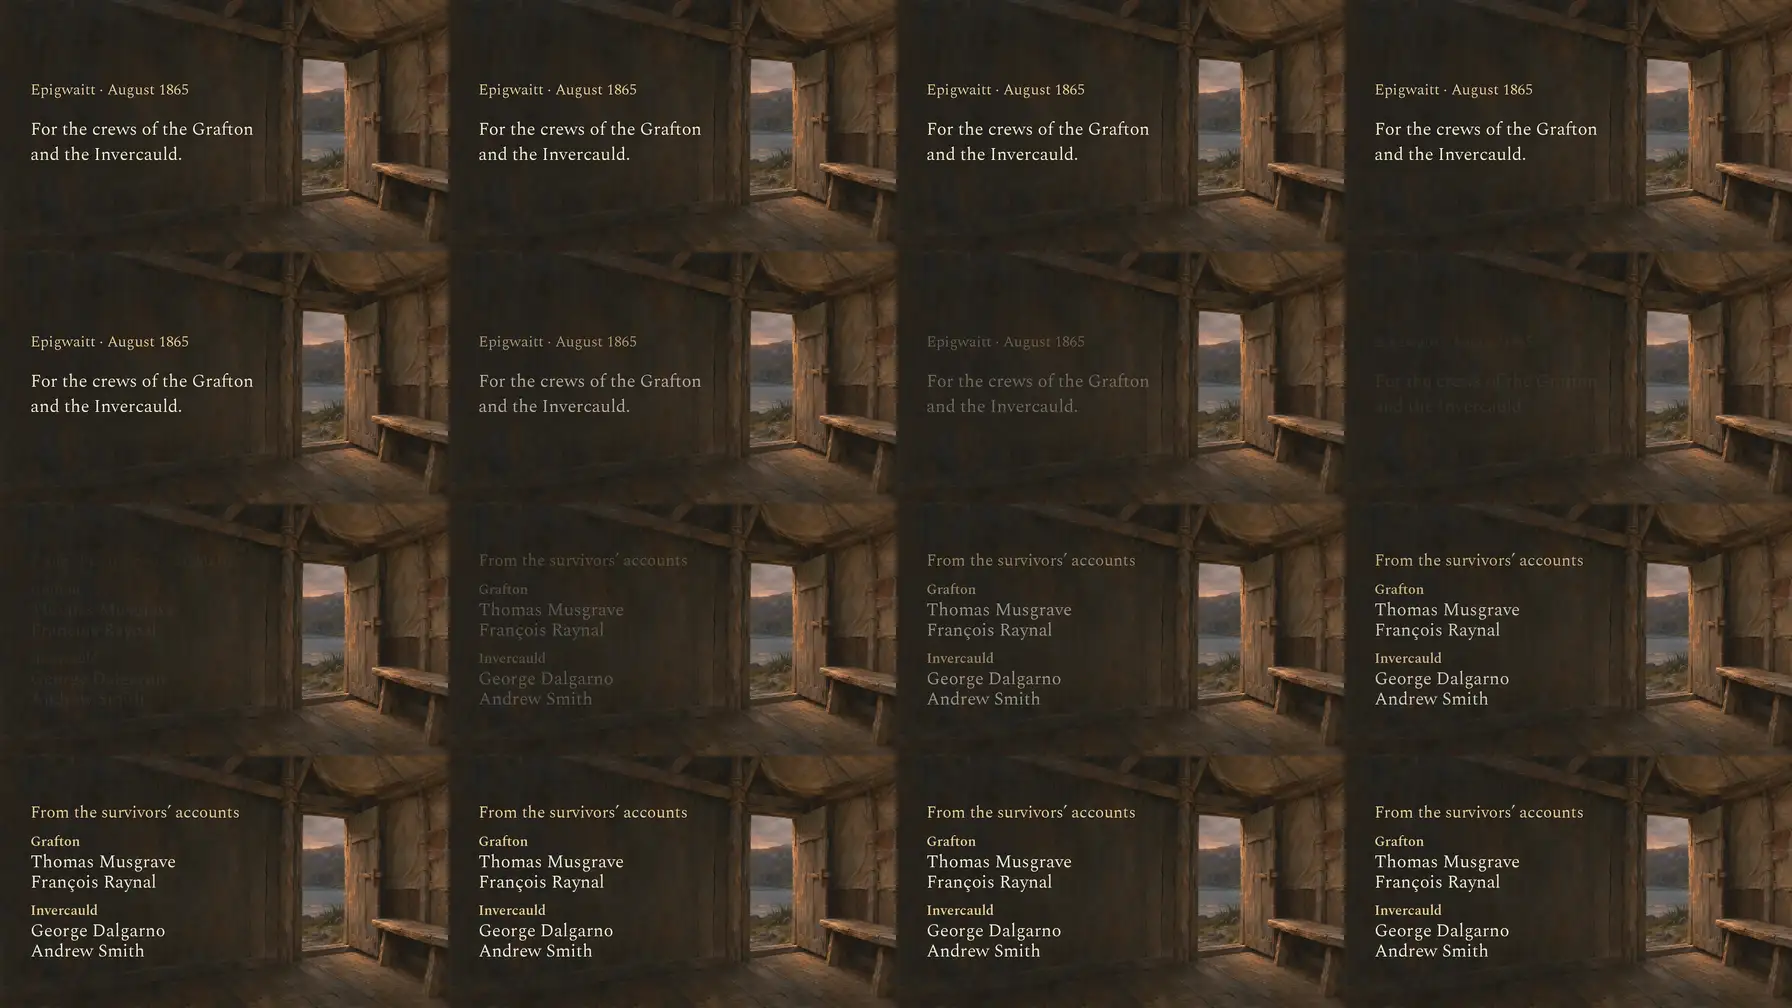 Epigwaitt · August 1865
For the crews of the Grafton
and the Invercauld.
Epigwaitt · August 1865
For the crews of the Grafton
and the Invercauld.
Epigwaitt · August 1865
For the crews of the Grafton
and the Invercauld.
Epigwaitt · August 1865
For the crews of the Grafton
and the Invercauld.
Epigwaitt · August 1865
For the crews of the Grafton
and the Invercauld.
Epigwaitt · August 1865
For the crews of the Grafton
and the Invercauld.
Epigwaitt · August 1865
For the crews of the Grafton
and the Invercauld.
For the crews of the Grafton
and the Invercauld.
From the survivors’ accounts
Grafton
Thomas Musgrave
François Raynal
Invercauld
George Dalgarno
Andrew Smith
From the survivors’ accounts
Grafton
Thomas Musgrave
François Raynal
Invercauld
George Dalgarno
Andrew Smith
From the survivors’ accounts
Grafton
Thomas Musgrave
François Raynal
Invercauld
George Dalgarno
Andrew Smith
From the survivors’ accounts
Grafton
Thomas Musgrave
François Raynal
Invercauld
George Dalgarno
Andrew Smith
From the survivors’ accounts
Grafton
Thomas Musgrave
François Raynal
Invercauld
George Dalgarno
Andrew Smith
From the survivors’ accounts
Grafton
Thomas Musgrave
François Raynal
Invercauld
George Dalgarno
Andrew Smith
From the survivors’ accounts
Grafton
Thomas Musgrave
François Raynal
Invercauld
George Dalgarno
Andrew Smith